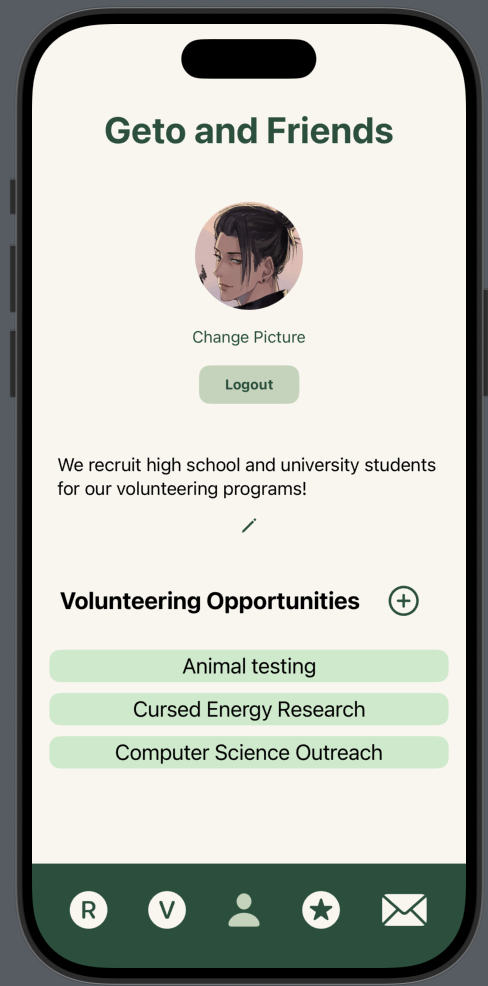 Geto and Friends
Change Picture
Logout
We recruit high school and university students
for our volunteering programs!
Volunteering Opportunities
Animal testing
Cursed Energy Research
Computer Science Outreach
R V